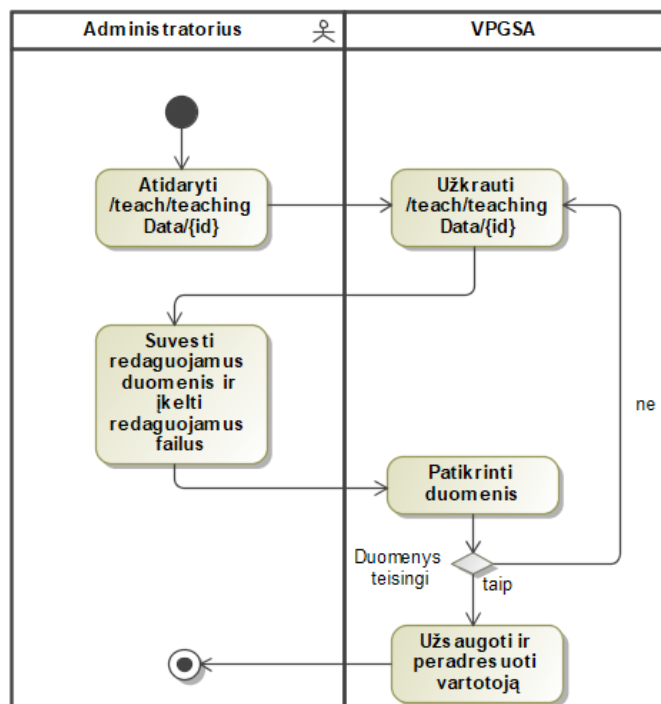 Administratorius
VPGSA
Atidaryti
/teach/teaching
Data/{id}
Užkrauti
/teach/teaching
Data/{id}
Suvesti
redaguojamus
duomenis ir
įkelti
redaguojamus
failus
ne
Patikrinti
duomenis
Duomenys
teisingi
taip
Užsaugoti ir
peradresuoti
vartotoją